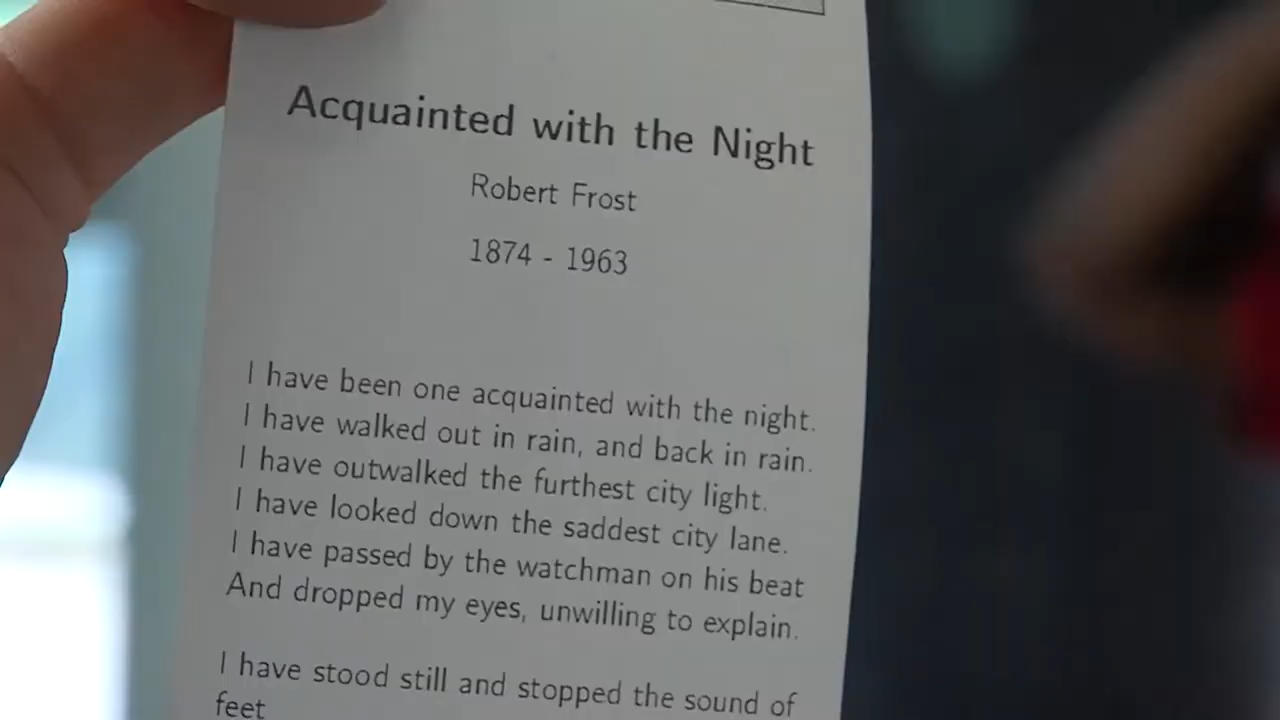 Acquainted with the Night
Robert Frost
1874 - 1963
I have been one acquainted with the night.
I have walked out in rain, and back in rain.
I have outwalked the furthest city light.
I have looked down the saddest city lane.
I have passed by the watchman on his beat
And dropped my eyes, unwilling to explain.
I have stood still and stopped the sound of
feet